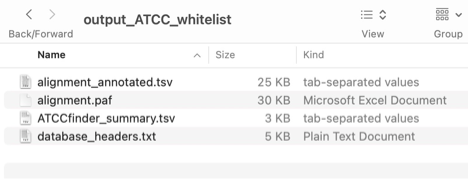 output_ATCC_whitelist
Back/Forward View Group
Name Size Kind
alignment_annotated.tsv 25 KB tab-separated values
alignment.paf 30 KB Microsoft Excel Document
ATCCfinder_summary.tsv 3 KB tab-separated values
database_headers.txt 5 KB Plain Text Document